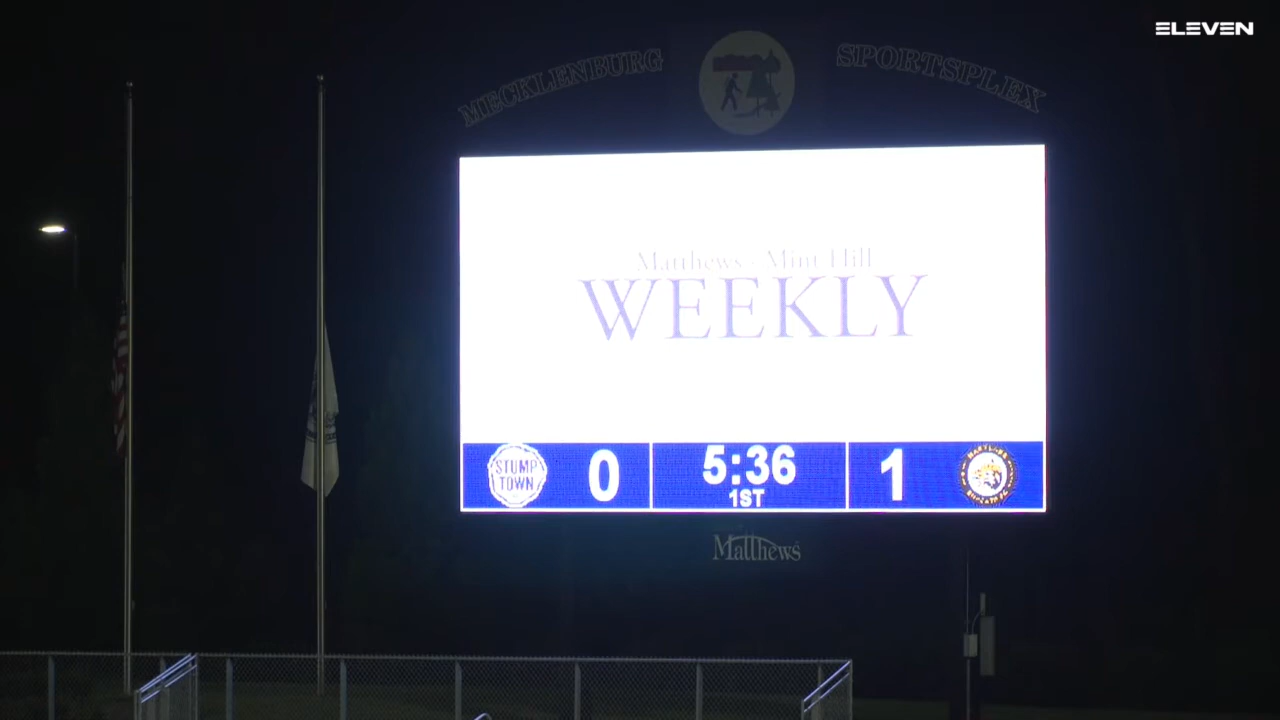 ELEVEN
MECKLENBURG SPORTSPLEX
Matthews - Mint Hill
WEEKLY
STUMP
TOWN
0
5:36
1ST
1
Matthews